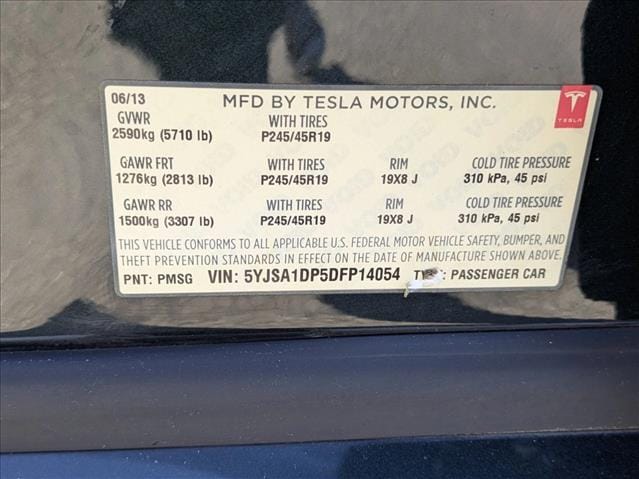 06/13 MFD BY TESLA MOTORS, INC.
GVWR WITH TIRES
2590kg (5710 lb) P245/45R19
TESLA
GAWR FRT WITH TIRES RIM COLD TIRE PRESSURE
1276kg (2813 lb) P245/45R19 19X8 J 310 kPa, 45 psi
GAWR RR WITH TIRES RIM COLD TIRE PRESSURE
1500kg (3307 lb) P245/45R19 19X8 J 310 kPa, 45 psi
THIS VEHICLE CONFORMS TO ALL APPLICABLE U.S. FEDERAL MOTOR VEHICLE SAFETY, BUMPER, AND
THEFT PREVENTION STANDARDS IN EFFECT ON THE DATE OF MANUFACTURE SHOWN ABOVE.
PNT: PMSG VIN: 5YJSA1DP5DFP14054 PASSENGER CAR